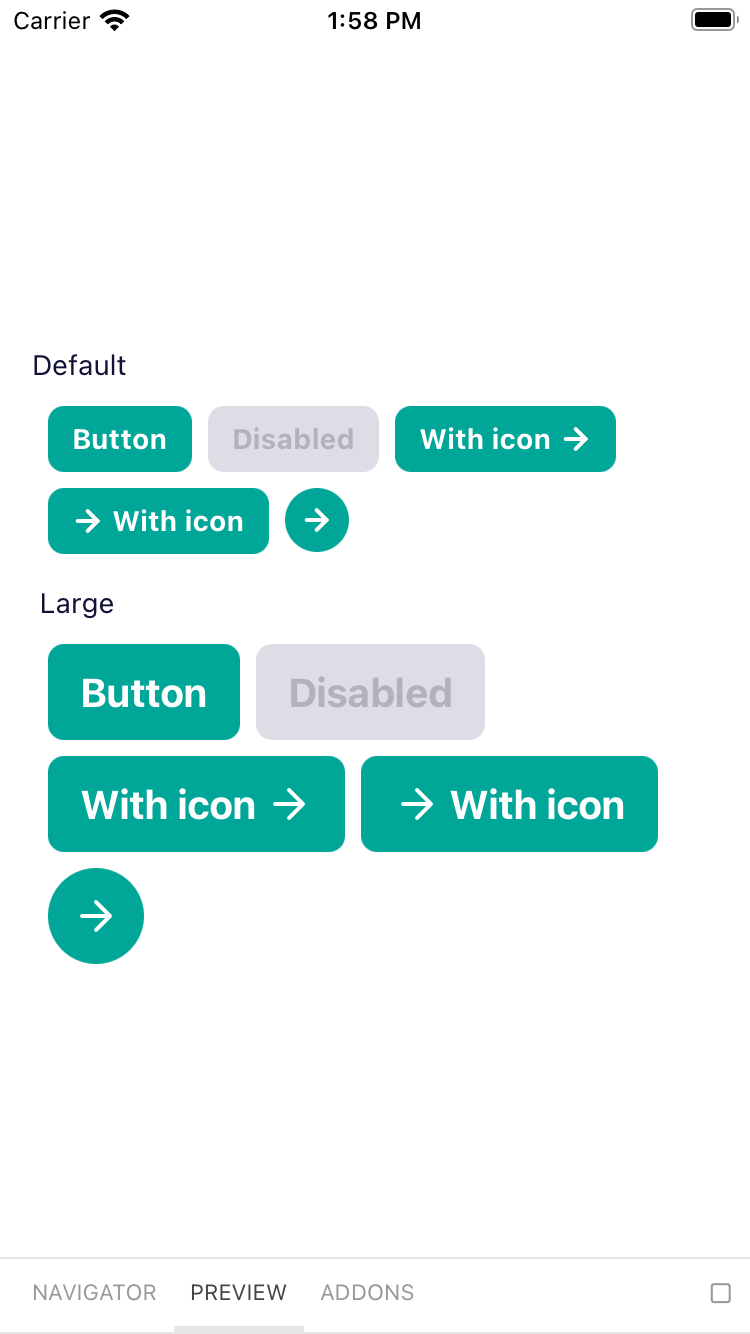 Carrier 1:58 PM
Default
Button Disabled With icon →
→ With icon →
Large
Button Disabled
With icon → → With icon
→
NAVIGATOR PREVIEW ADDONS